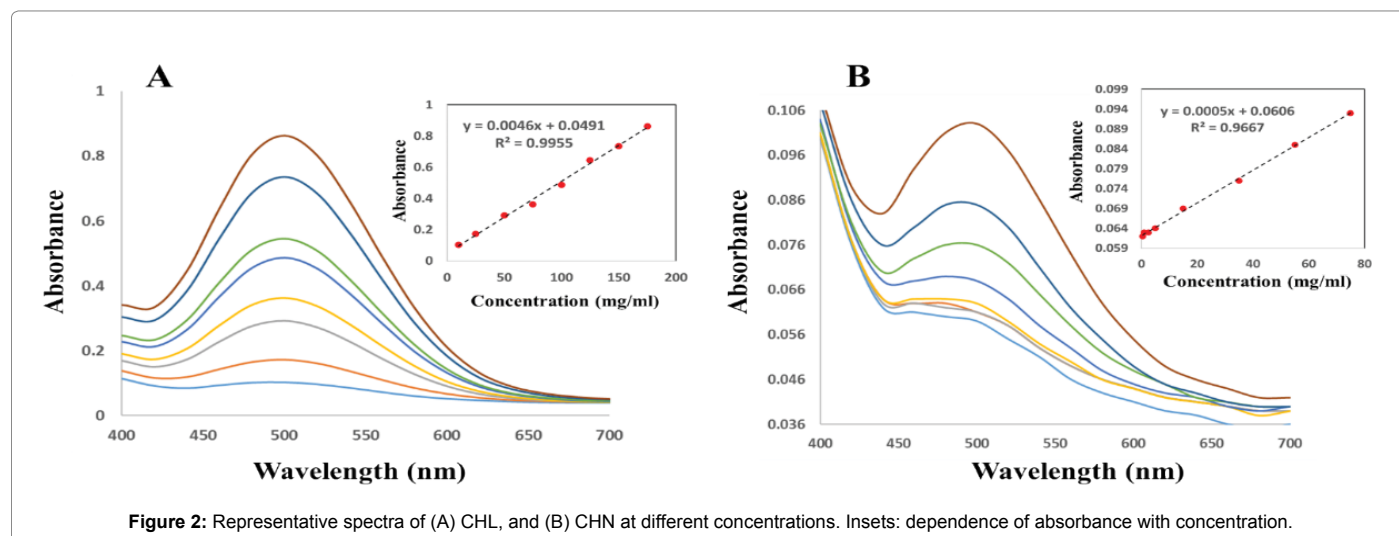 A
Absorbance
1
0.8
0.6
0.4
0.2
0
400 450 500 550 600 650 700
Wavelength (nm)
y = 0.0046x + 0.0491
R² = 0.9955
Absorbance
1
0.8
0.6
0.4
0.2
0
0 50 100 150 200
Concentration (mg/ml)
B
Absorbance
0.106
0.096
0.086
0.076
0.066
0.056
0.046
0.036
400 450 500 550 600 650 700
Wavelength (nm)
y = 0.0005x + 0.0606
R² = 0.9667
Absorbance
0.099
0.094
0.089
0.084
0.079
0.074
0.069
0.064
0.059
0 20 40 60 80
Concentration (mg/ml)
Figure 2: Representative spectra of (A) CHL, and (B) CHN at different concentrations. Insets: dependence of absorbance with concentration.